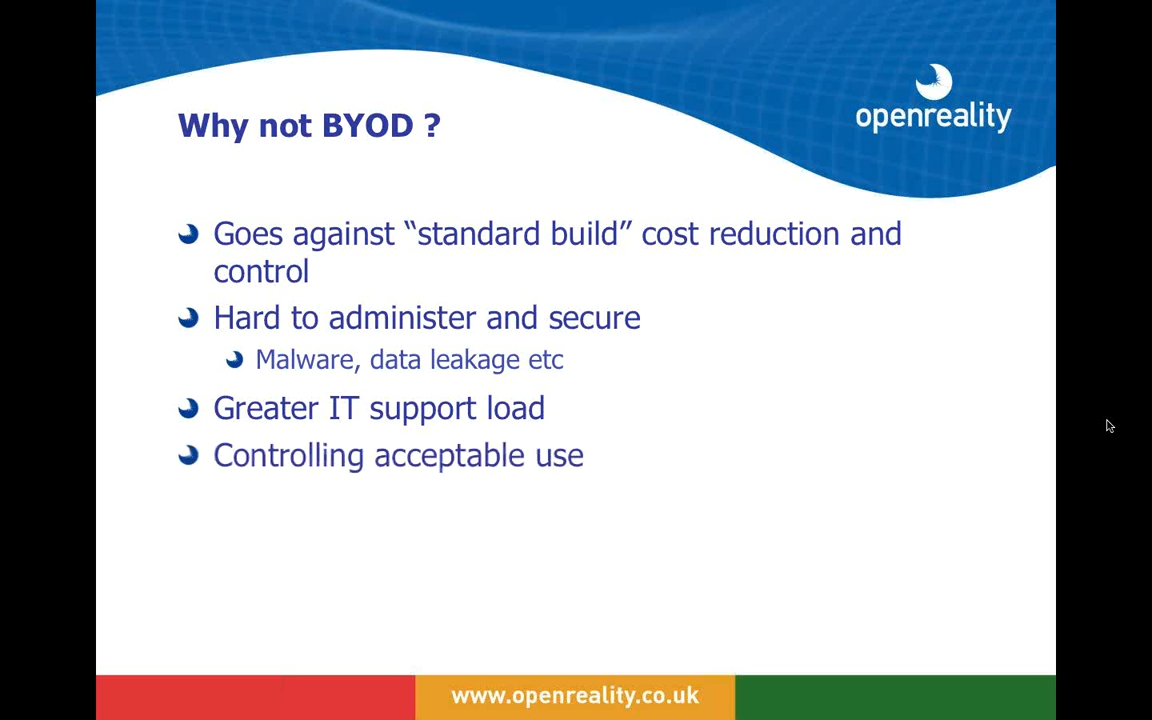 openreality
Why not BYOD ?
Goes against “standard build” cost reduction and
control
Hard to administer and secure
Malware, data leakage etc
Greater IT support load
Controlling acceptable use
www.openreality.co.uk